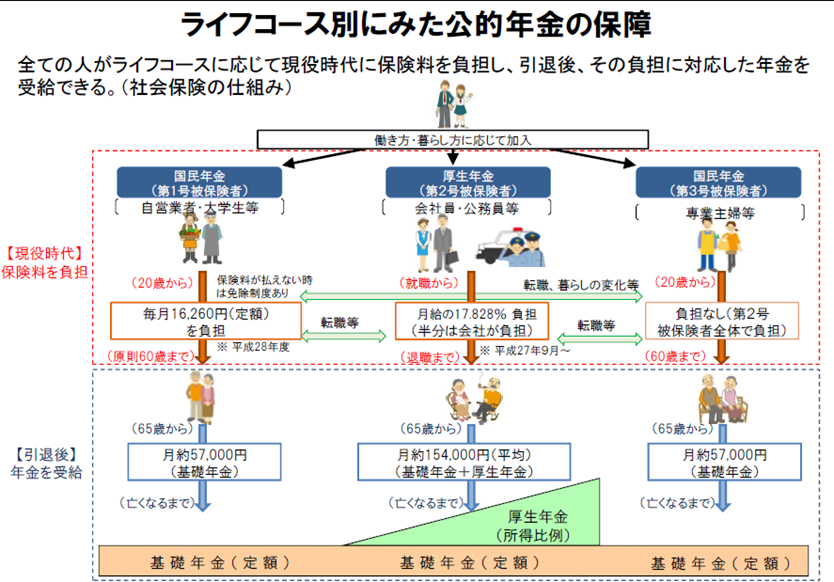 ライフコース別にみた公的年金の保障
全ての人がライフコースに応じて現役時代に保険料を負担し、引退後、その負担に対応した年金を
受給できる。（社会保険の仕組み）
働き方・暮らし方に応じて加入
国民年金
（第1号被保険者）
自営業者・大学生等
厚生年金
（第2号被保険者）
会社員・公務員等
国民年金
（第3号被保険者）
専業主婦等
【現役時代】
保険料を負担
（20歳から）
保険料が払えない時
は免除制度あり
（就職から）
転職、暮らしの変化等
（20歳から）
毎月16,260円（定額）
を負担
転職等
月給の17.828% 負担
（半分は会社が負担）
転職等
負担なし（第2号
被保険者全体で負担）
（原則60歳まで）
※ 平成28年度
（退職まで）
※ 平成27年9月～
（60歳まで）
【引退後】
年金を受給
（65歳から）
（65歳から）
（65歳から）
月約57,000円
（基礎年金）
月約154,000円（平均）
（基礎年金＋厚生年金）
月約57,000円
（基礎年金）
（亡くなるまで）
（亡くなるまで）
（亡くなるまで）
厚生年金
（所得比例）
基礎年金（定額）
基礎年金（定額）
基礎年金（定額）